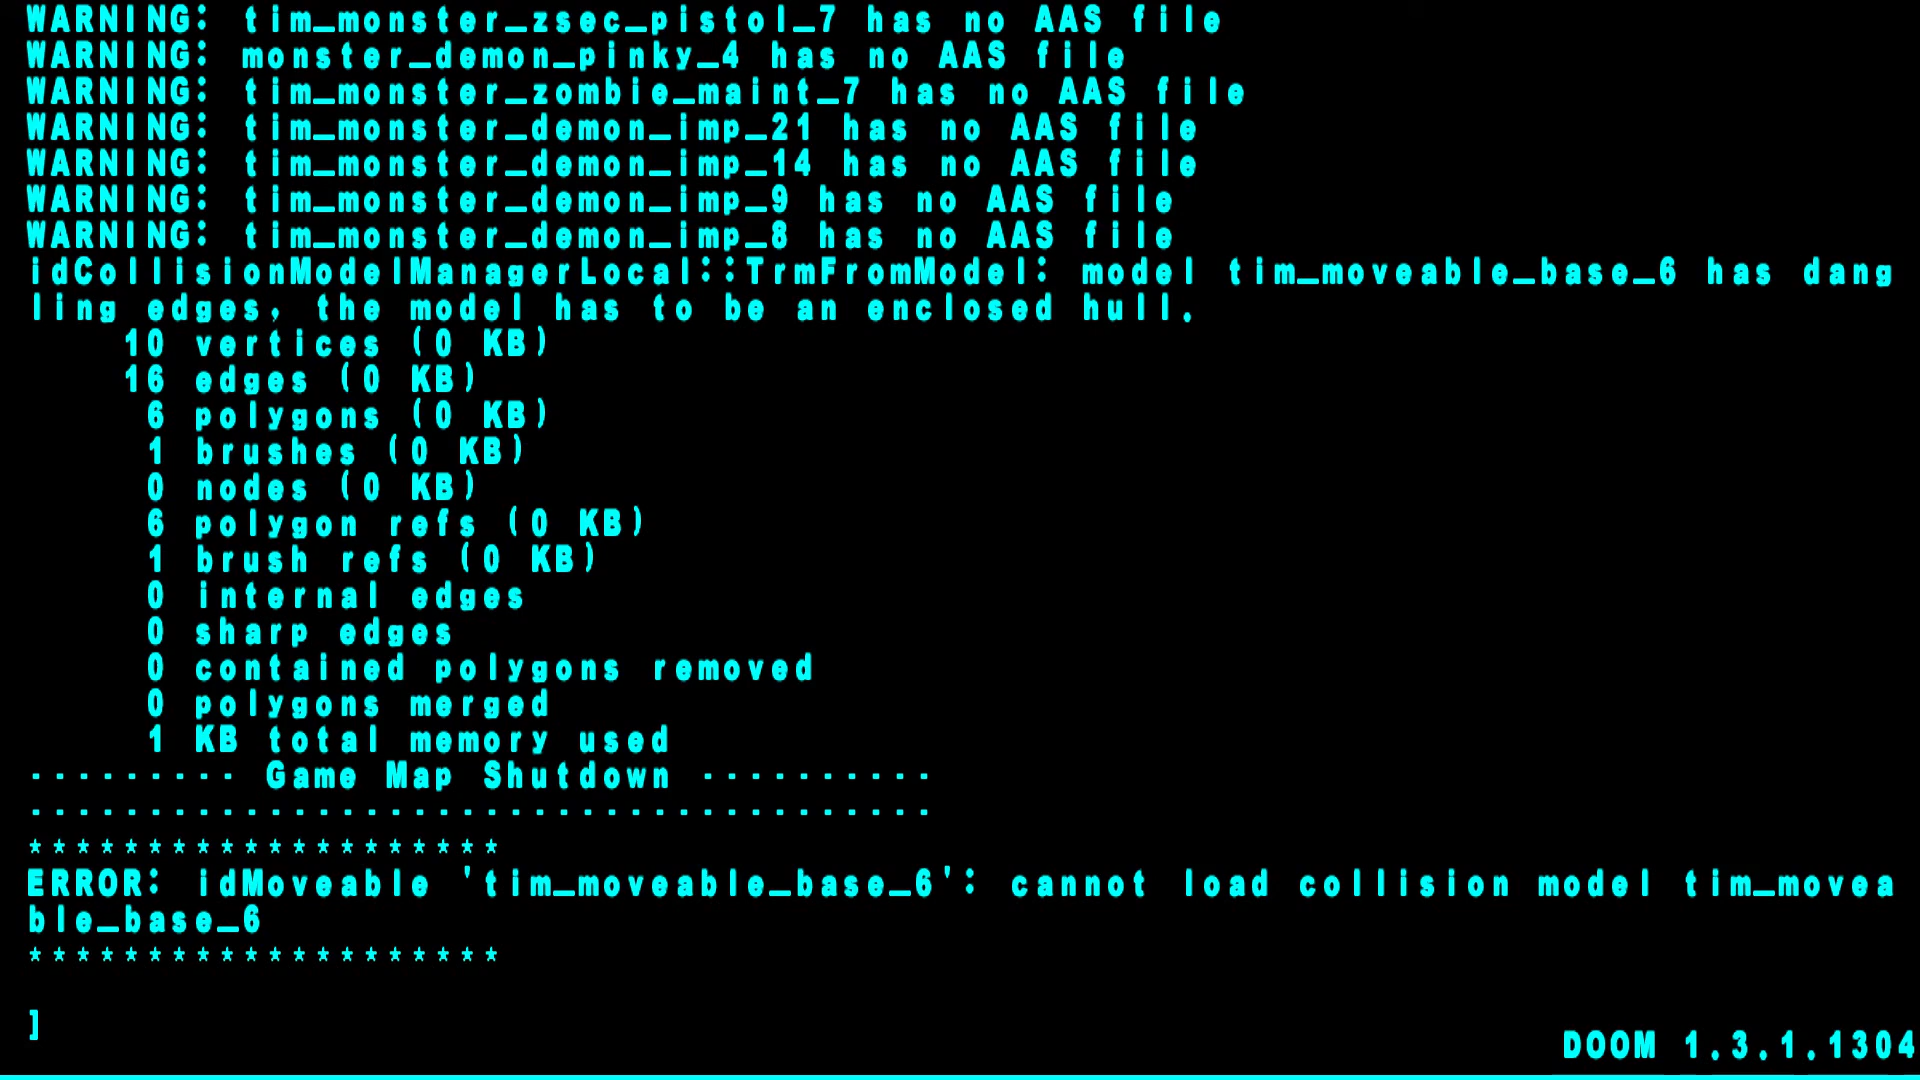 WARNING: tim_monster_zsec_pistol_7 has no AAS file
WARNING: monster_demon_pinky_4 has no AAS file
WARNING: tim_monster_zombie_maint_7 has no AAS file
WARNING: tim_monster_demon_imp_21 has no AAS file
WARNING: tim_monster_demon_imp_14 has no AAS file
WARNING: tim_monster_demon_imp_9 has no AAS file
WARNING: tim_monster_demon_imp_8 has no AAS file
idCollisionModelManagerLocal::TrmFromModel: model tim_moveable_base_6 has dang
ling edges, the model has to be an enclosed hull.
10 vertices (0 KB)
16 edges (0 KB)
6 polygons (0 KB)
1 brushes (0 KB)
0 nodes (0 KB)
6 polygon refs (0 KB)
1 brush refs (0 KB)
0 internal edges
0 sharp edges
0 contained polygons removed
0 polygons merged
1 KB total memory used
--------- Game Map Shutdown ----------
--------------------------------------
********************
ERROR: idMoveable 'tim_moveable_base_6': cannot load collision model tim_movea
ble_base_6
********************
]
DOOM 1.3.1.1304